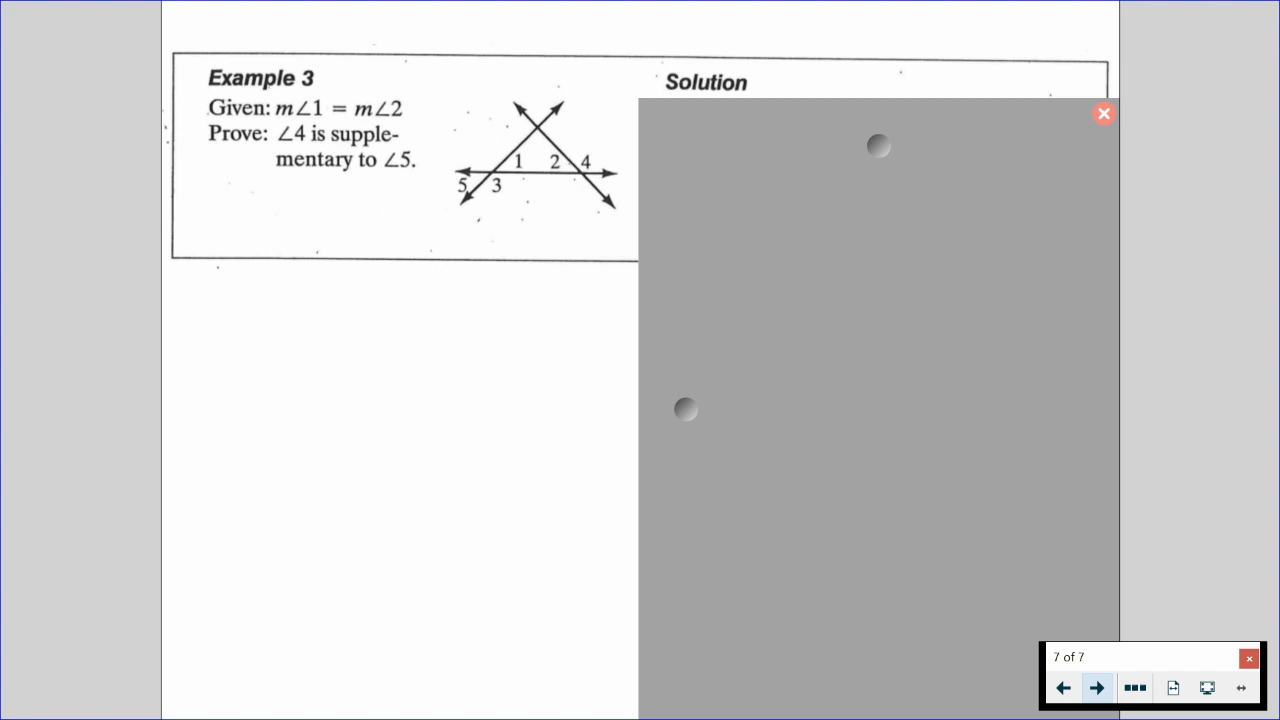 Example 3
Solution
Given: m∠1 = m∠2
Prove: ∠4 is supple-
mentary to ∠5.
1 2 4
5 3
7 of 7